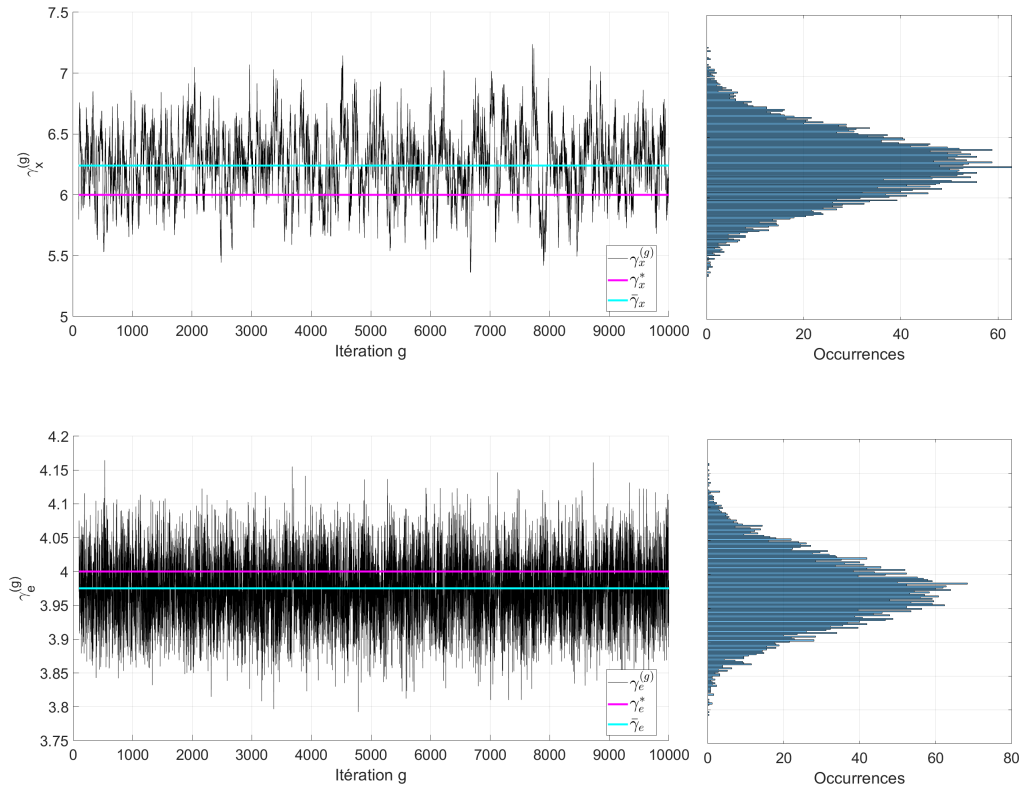 7.5
7
6.5
6
5.5
5
γ_x^(g)
0 1000 2000 3000 4000 5000 6000 7000 8000 9000 10000
Itération g
γ_x^(g)
γ_x^*
γ̄_x
0 20 40 60
Occurrences
4.2
4.15
4.1
4.05
4
3.95
3.9
3.85
3.8
3.75
γ_e^(g)
0 1000 2000 3000 4000 5000 6000 7000 8000 9000 10000
Itération g
γ_e^(g)
γ_e^*
γ̄_e
0 20 40 60 80
Occurrences